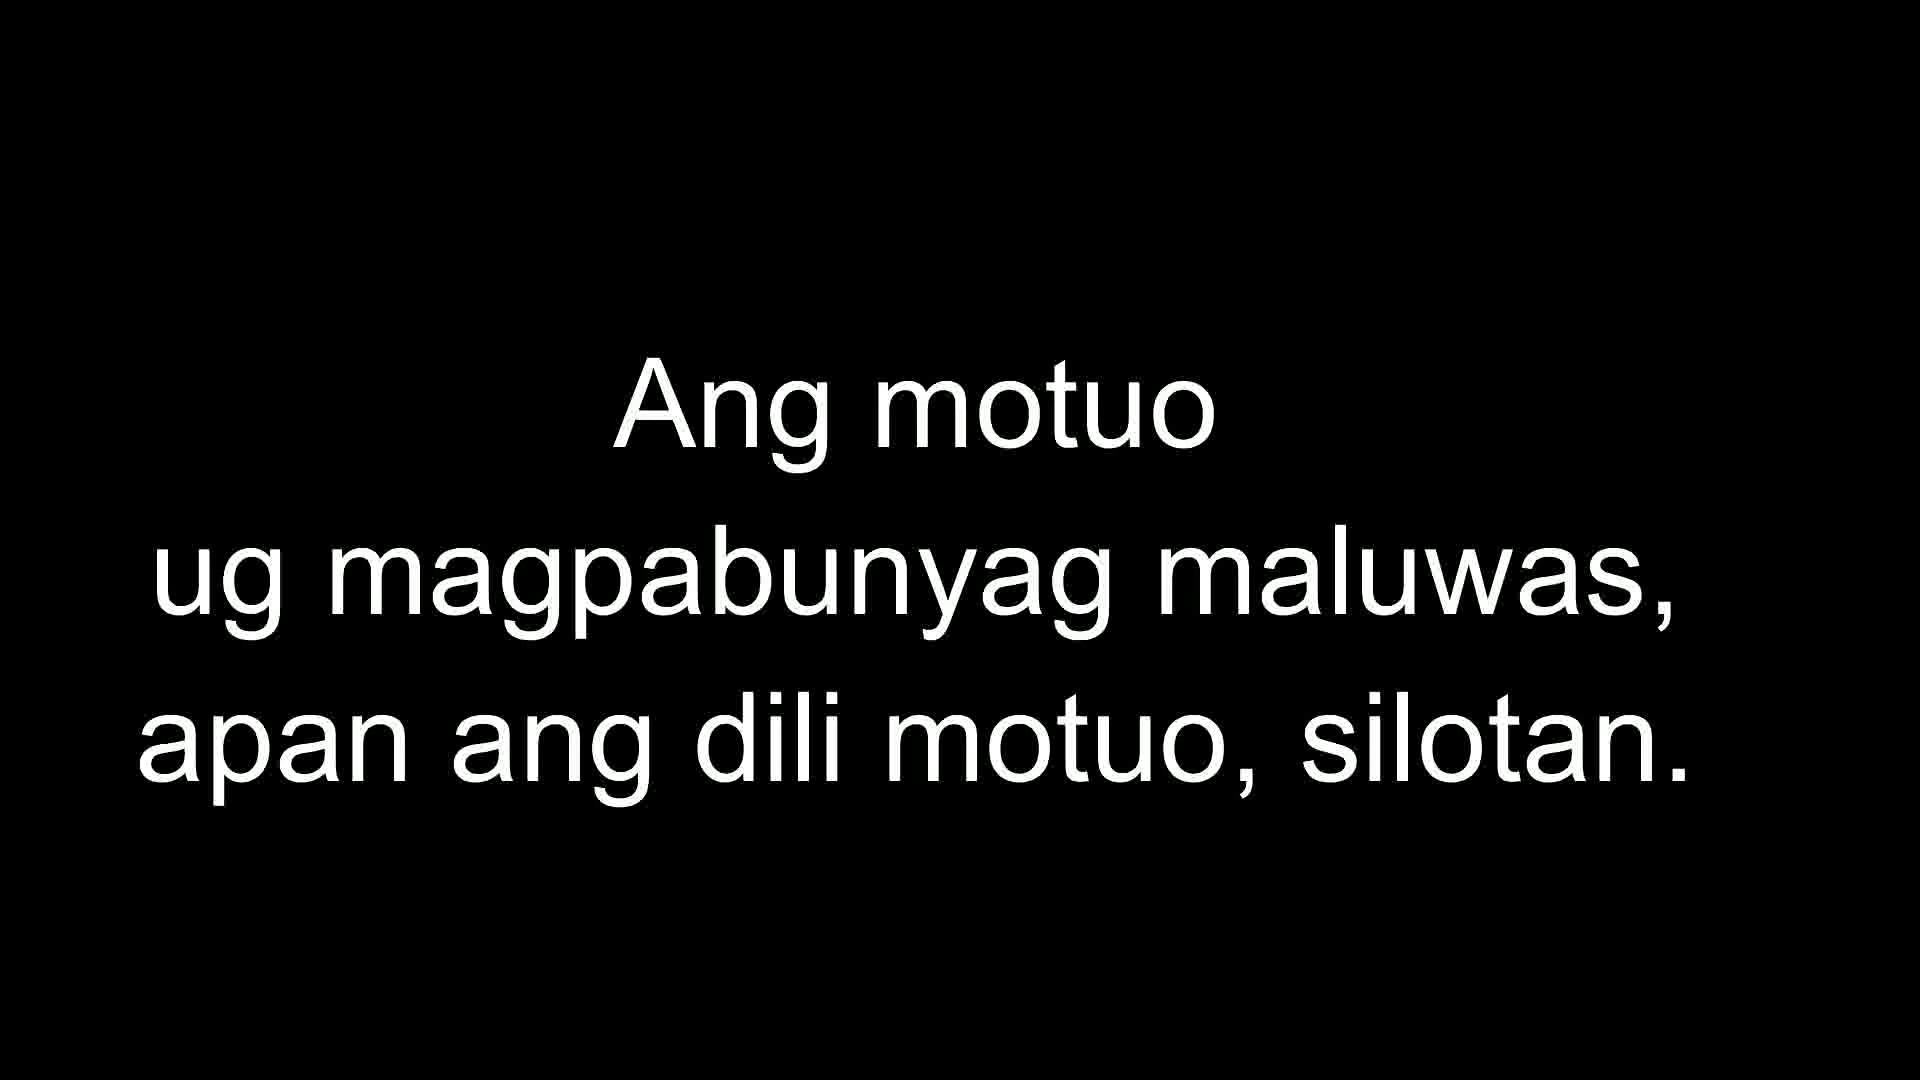 Ang motuo
ug magpabunyag maluwas,
apan ang dili motuo, silotan.